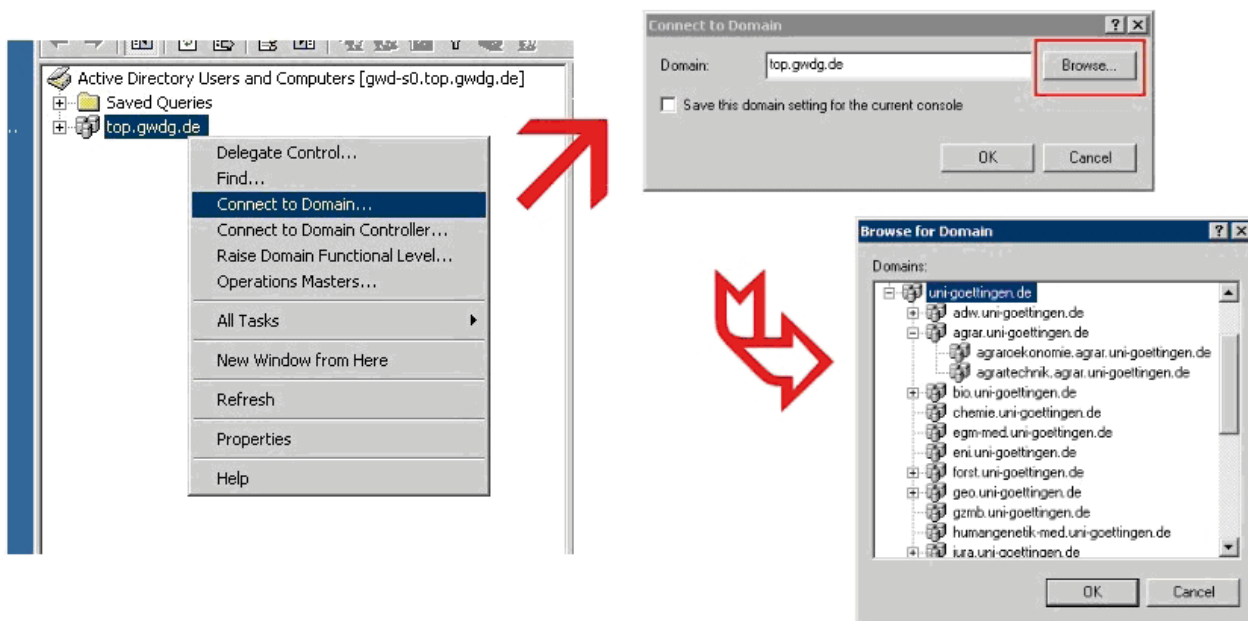 Active Directory Users and Computers [gwd-s0.top.gwdg.de]
Saved Queries
top.gwdg.de
Delegate Control...
Find...
Connect to Domain...
Connect to Domain Controller...
Raise Domain Functional Level...
Operations Masters...
All Tasks
New Window from Here
Refresh
Properties
Help
Connect to Domain
Domain:
top.gwdg.de
Browse...
Save this domain setting for the current console
OK
Cancel
Browse for Domain
Domains:
uni-goettingen.de
adw.uni-goettingen.de
agrar.uni-goettingen.de
agraroekonomie.agrar.uni-goettingen.de
agrartechnik.agrar.uni-goettingen.de
bio.uni-goettingen.de
chemie.uni-goettingen.de
egm-med.uni-goettingen.de
eni.uni-goettingen.de
forst.uni-goettingen.de
geo.uni-goettingen.de
gzmb.uni-goettingen.de
humangenetik-med.uni-goettingen.de
jura.uni-goettingen.de
OK
Cancel